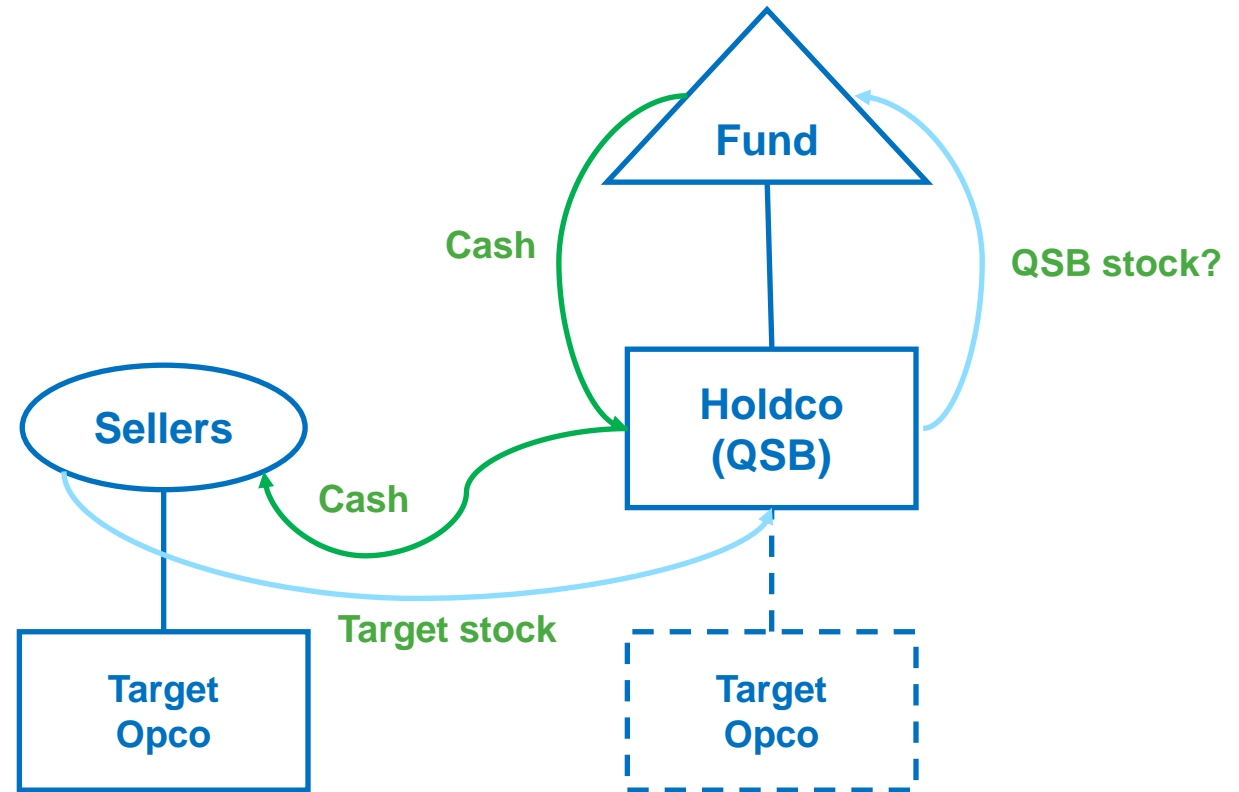 Fund
Cash
QSB stock?
Holdco
(QSB)
Sellers
Cash
Target stock
Target
Opco
Target
Opco